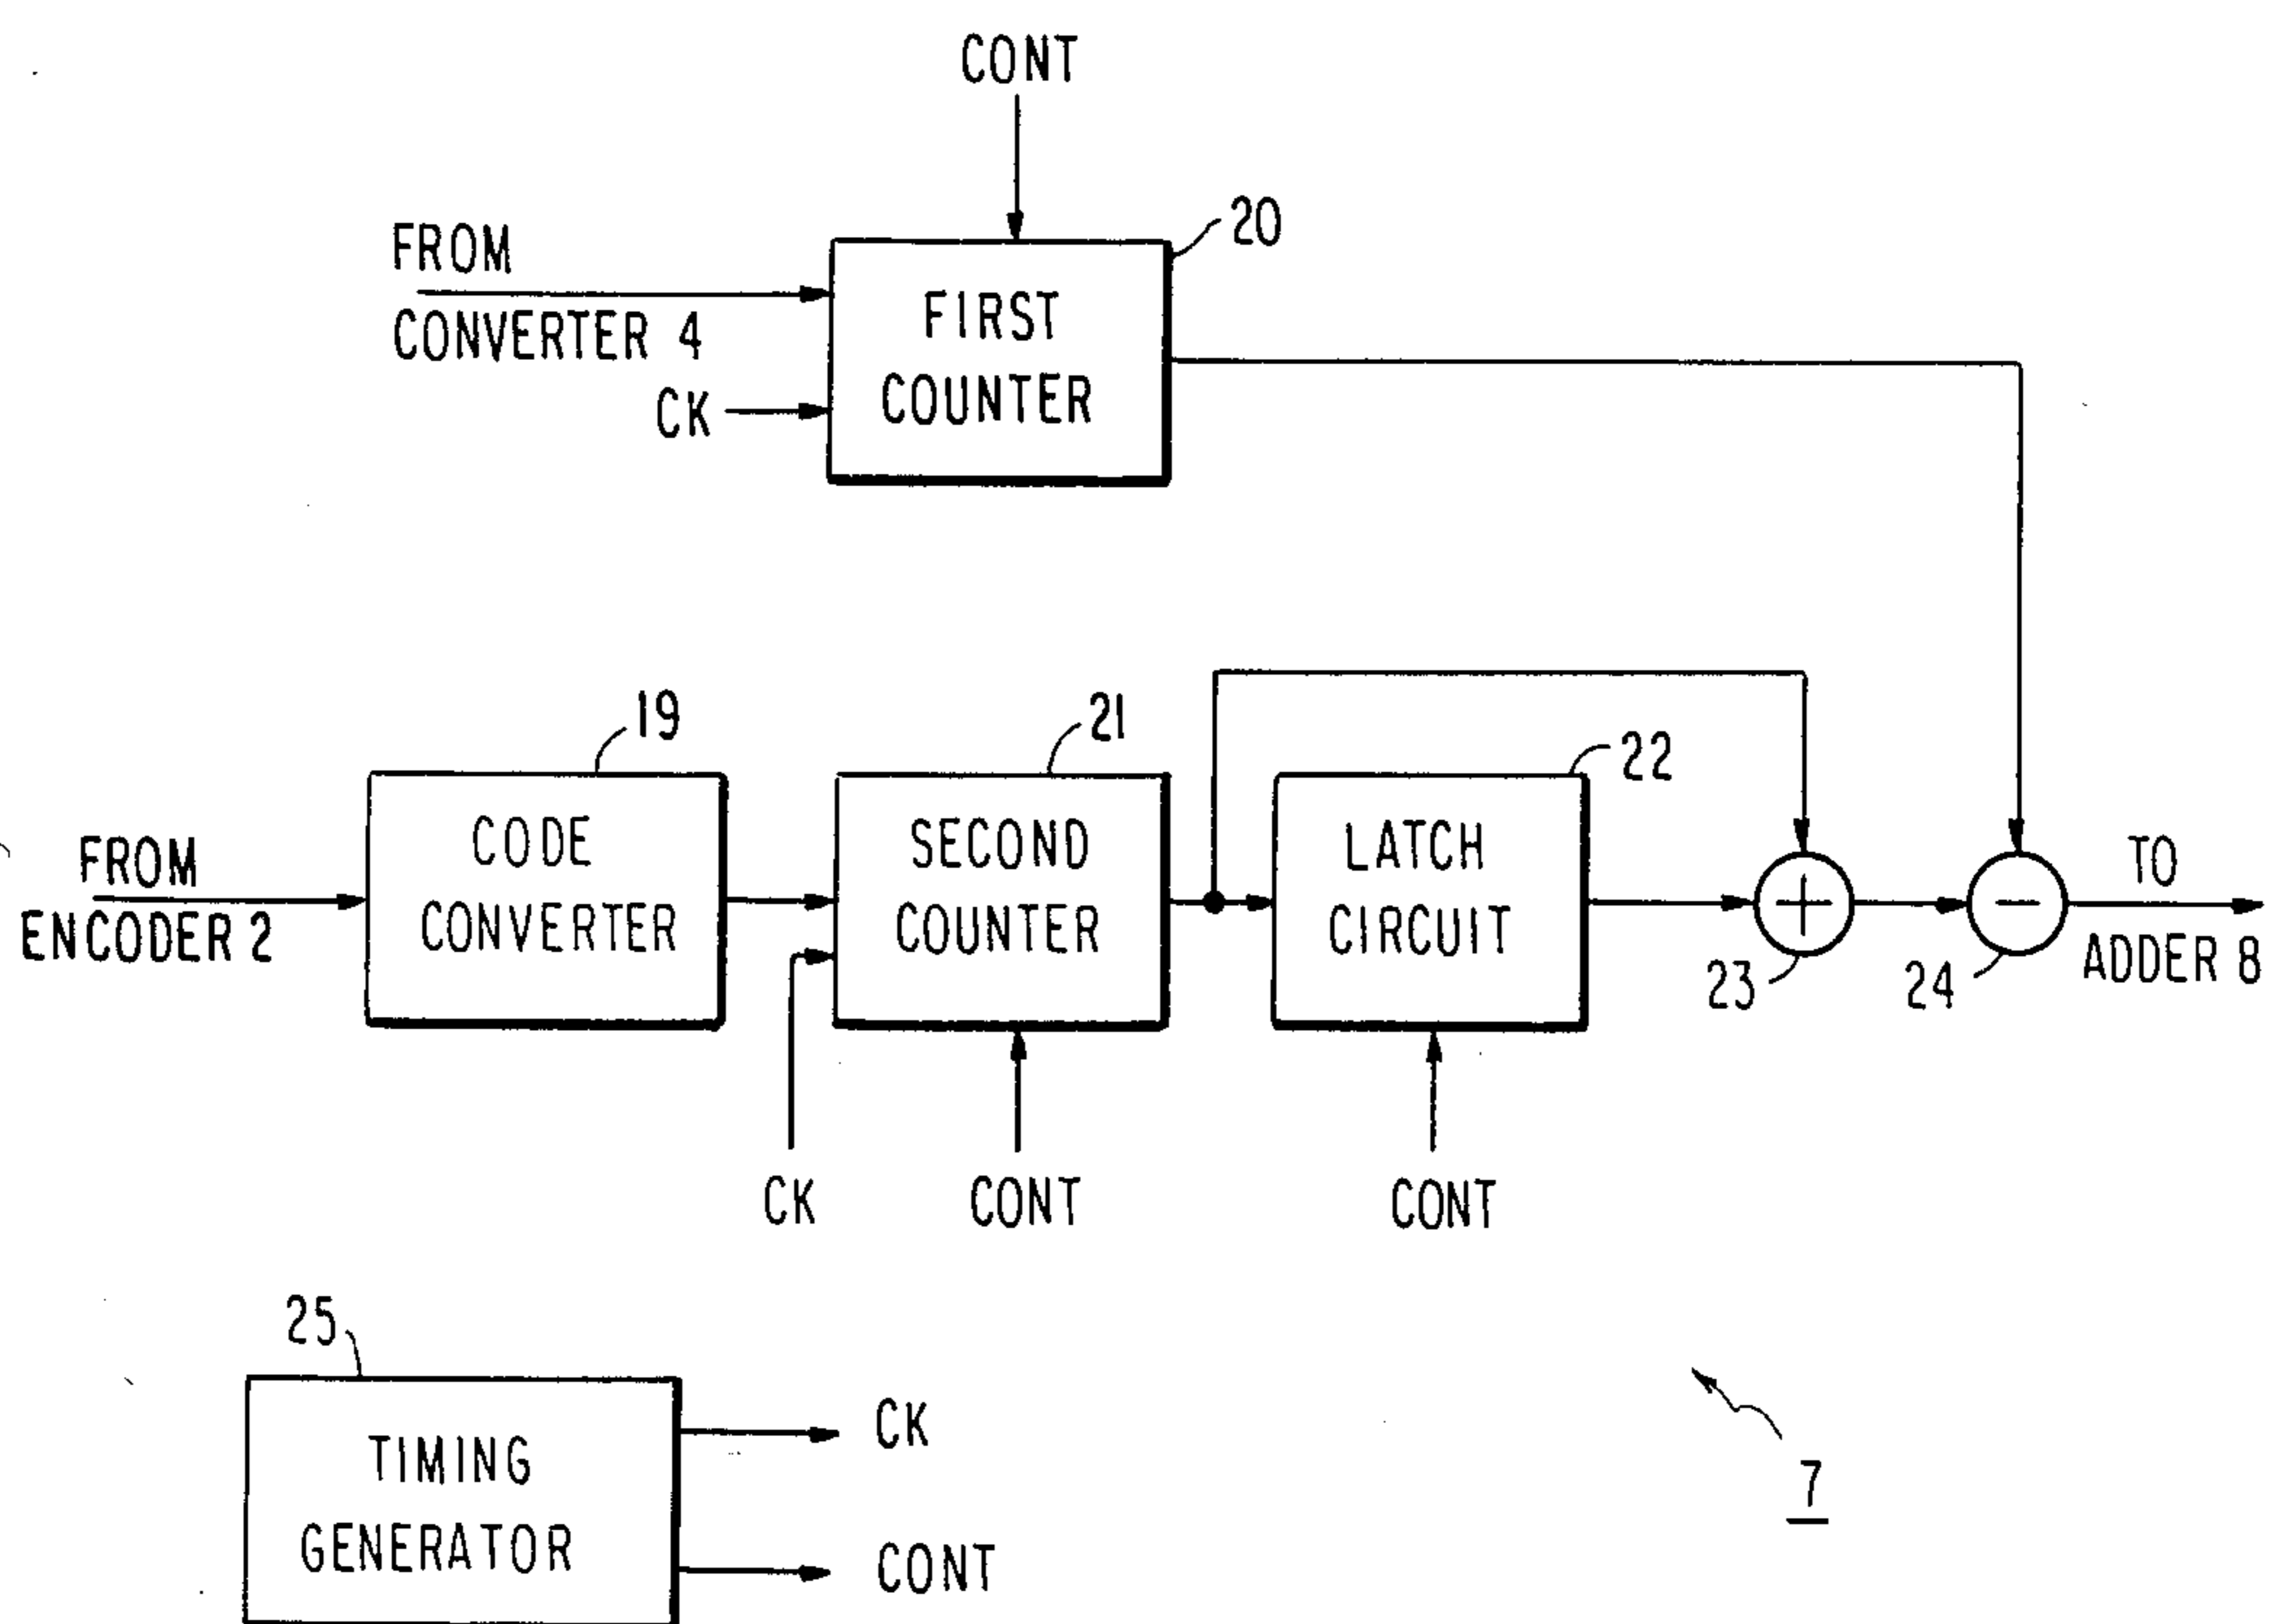 CONT
20
FROM
CONVERTER 4
CK
FIRST
COUNTER
19
21
22
FROM
ENCODER 2
CODE
CONVERTER
SECOND
COUNTER
LATCH
CIRCUIT
+
23
−
24
TO
ADDER 8
CK
CONT
CONT
25
TIMING
GENERATOR
CK
CONT
7